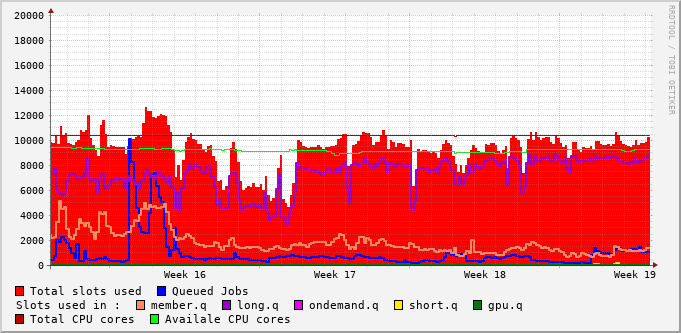 20000
18000
16000
14000
12000
10000
8000
6000
4000
2000
0
Week 16 Week 17 Week 18 Week 19
Total slots used Queued Jobs
Slots used in : member.q long.q ondemand.q short.q gpu.q
Total CPU cores Availale CPU cores
RRDTOOL / TOBI OETIKER